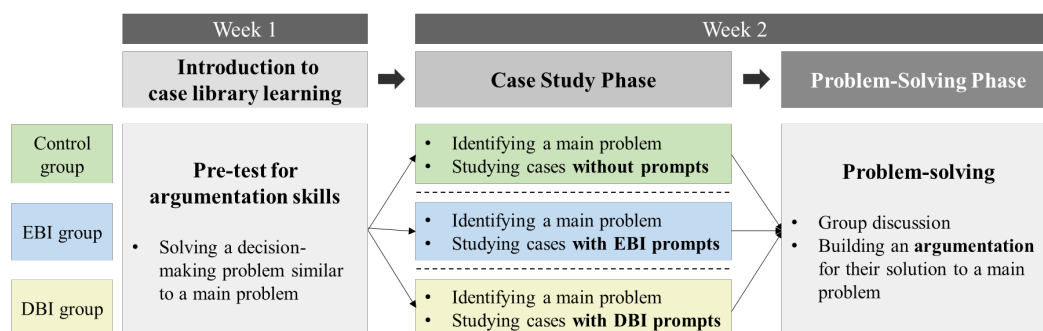 Week 1
Week 2
Introduction to
case library learning
Case Study Phase
Problem-Solving Phase
Control
group
EBI group
DBI group
Pre-test for
argumentation skills
• Solving a decision-
making problem similar
to a main problem
• Identifying a main problem
• Studying cases without prompts
• Identifying a main problem
• Studying cases with EBI prompts
• Identifying a main problem
• Studying cases with DBI prompts
Problem-solving
• Group discussion
• Building an argumentation
for their solution to a main
problem